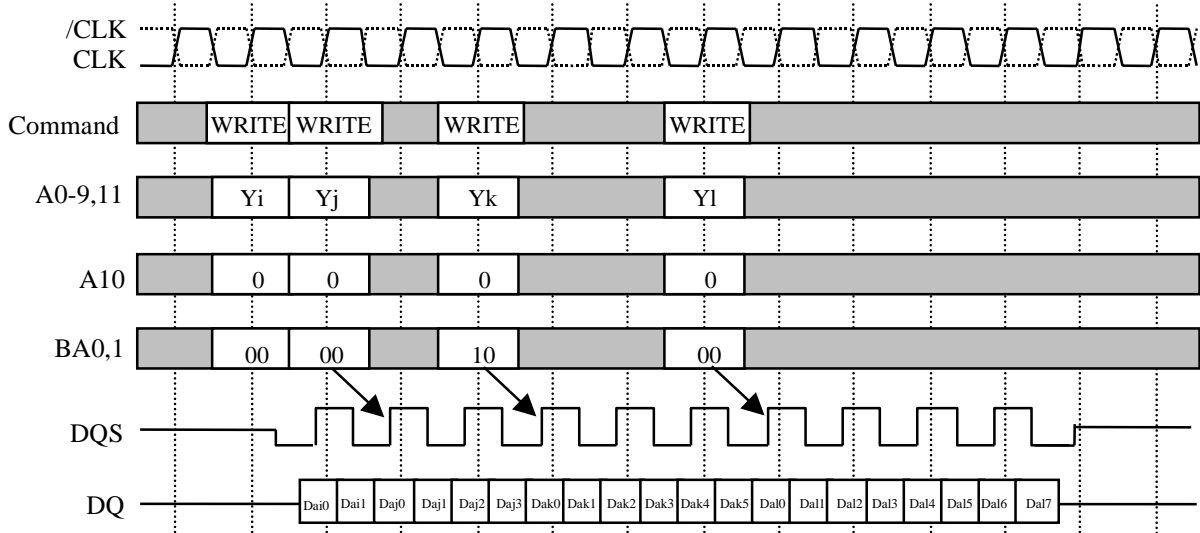 /CLK
CLK
Command WRITE WRITE WRITE WRITE
A0-9,11 Yi Yj Yk Yl
A10 0 0 0 0
BA0,1 00 00 10 00
DQS
DQ Dai0 Dai1 Daj0 Daj1 Daj2 Daj3 Dak0 Dak1 Dak2 Dak3 Dak4 Dak5 Dal0 Dal1 Dal2 Dal3 Dal4 Dal5 Dal6 Dal7